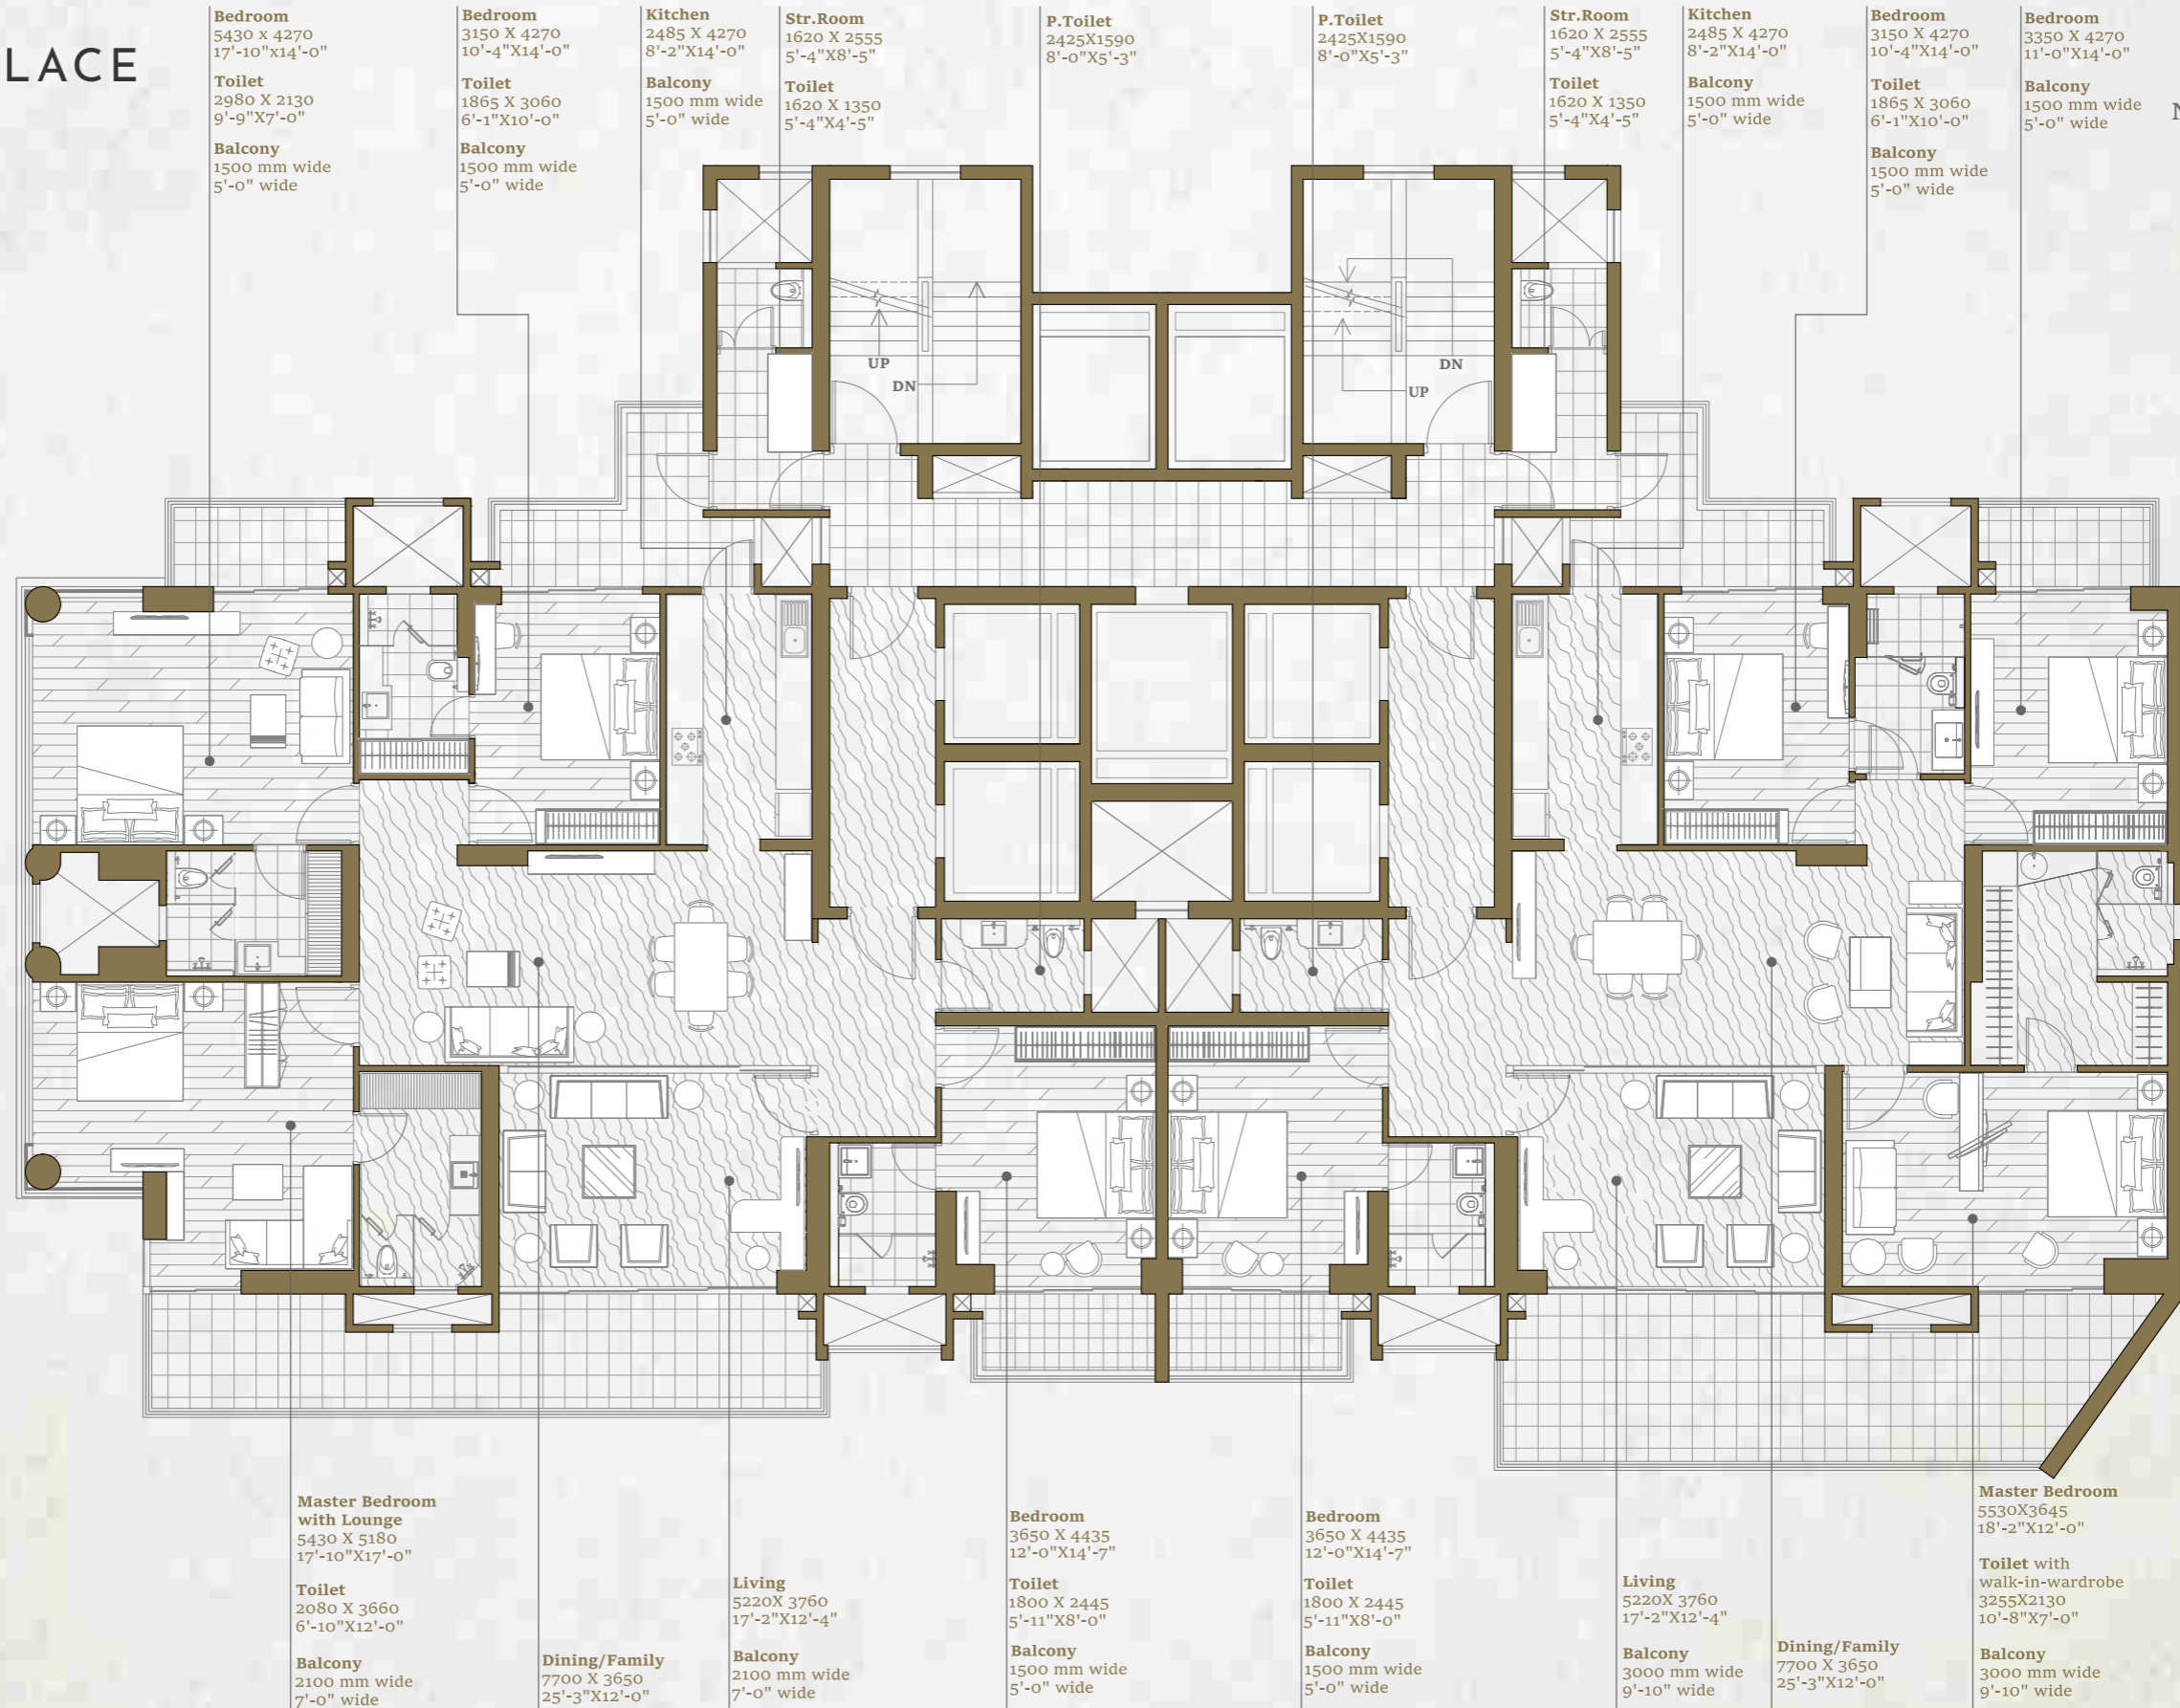 LACE
Bedroom
5430 x 4270
17'-10"x14'-0"
Toilet
2980 X 2130
9'-9"X7'-0"
Balcony
1500 mm wide
5'-0" wide
Bedroom
3150 X 4270
10'-4"X14'-0"
Toilet
1865 X 3060
6'-1"X10'-0"
Balcony
1500 mm wide
5'-0" wide
Kitchen
2485 X 4270
8'-2"X14'-0"
Balcony
1500 mm wide
5'-0" wide
Str.Room
1620 X 2555
5'-4"X8'-5"
Toilet
1620 X 1350
5'-4"X4'-5"
P.Toilet
2425X1590
8'-0"X5'-3"
P.Toilet
2425X1590
8'-0"X5'-3"
Str.Room
1620 X 2555
5'-4"X8'-5"
Toilet
1620 X 1350
5'-4"X4'-5"
Kitchen
2485 X 4270
8'-2"X14'-0"
Balcony
1500 mm wide
5'-0" wide
Bedroom
3150 X 4270
10'-4"X14'-0"
Toilet
1865 X 3060
6'-1"X10'-0"
Balcony
1500 mm wide
5'-0" wide
Bedroom
3350 X 4270
11'-0"X14'-0"
Balcony
1500 mm wide
5'-0" wide
UP
DN
DN
UP
Master Bedroom
with Lounge
5430 X 5180
17'-10"X17'-0"
Toilet
2080 X 3660
6'-10"X12'-0"
Balcony
2100 mm wide
7'-0" wide
Dining/Family
7700 X 3650
25'-3"X12'-0"
Living
5220X 3760
17'-2"X12'-4"
Balcony
2100 mm wide
7'-0" wide
Bedroom
3650 X 4435
12'-0"X14'-7"
Toilet
1800 X 2445
5'-11"X8'-0"
Balcony
1500 mm wide
5'-0" wide
Bedroom
3650 X 4435
12'-0"X14'-7"
Toilet
1800 X 2445
5'-11"X8'-0"
Balcony
1500 mm wide
5'-0" wide
Living
5220X 3760
17'-2"X12'-4"
Balcony
3000 mm wide
9'-10" wide
Dining/Family
7700 X 3650
25'-3"X12'-0"
Master Bedroom
5530X3645
18'-2"X12'-0"
Toilet with
walk-in-wardrobe
3255X2130
10'-8"X7'-0"
Balcony
3000 mm wide
9'-10" wide